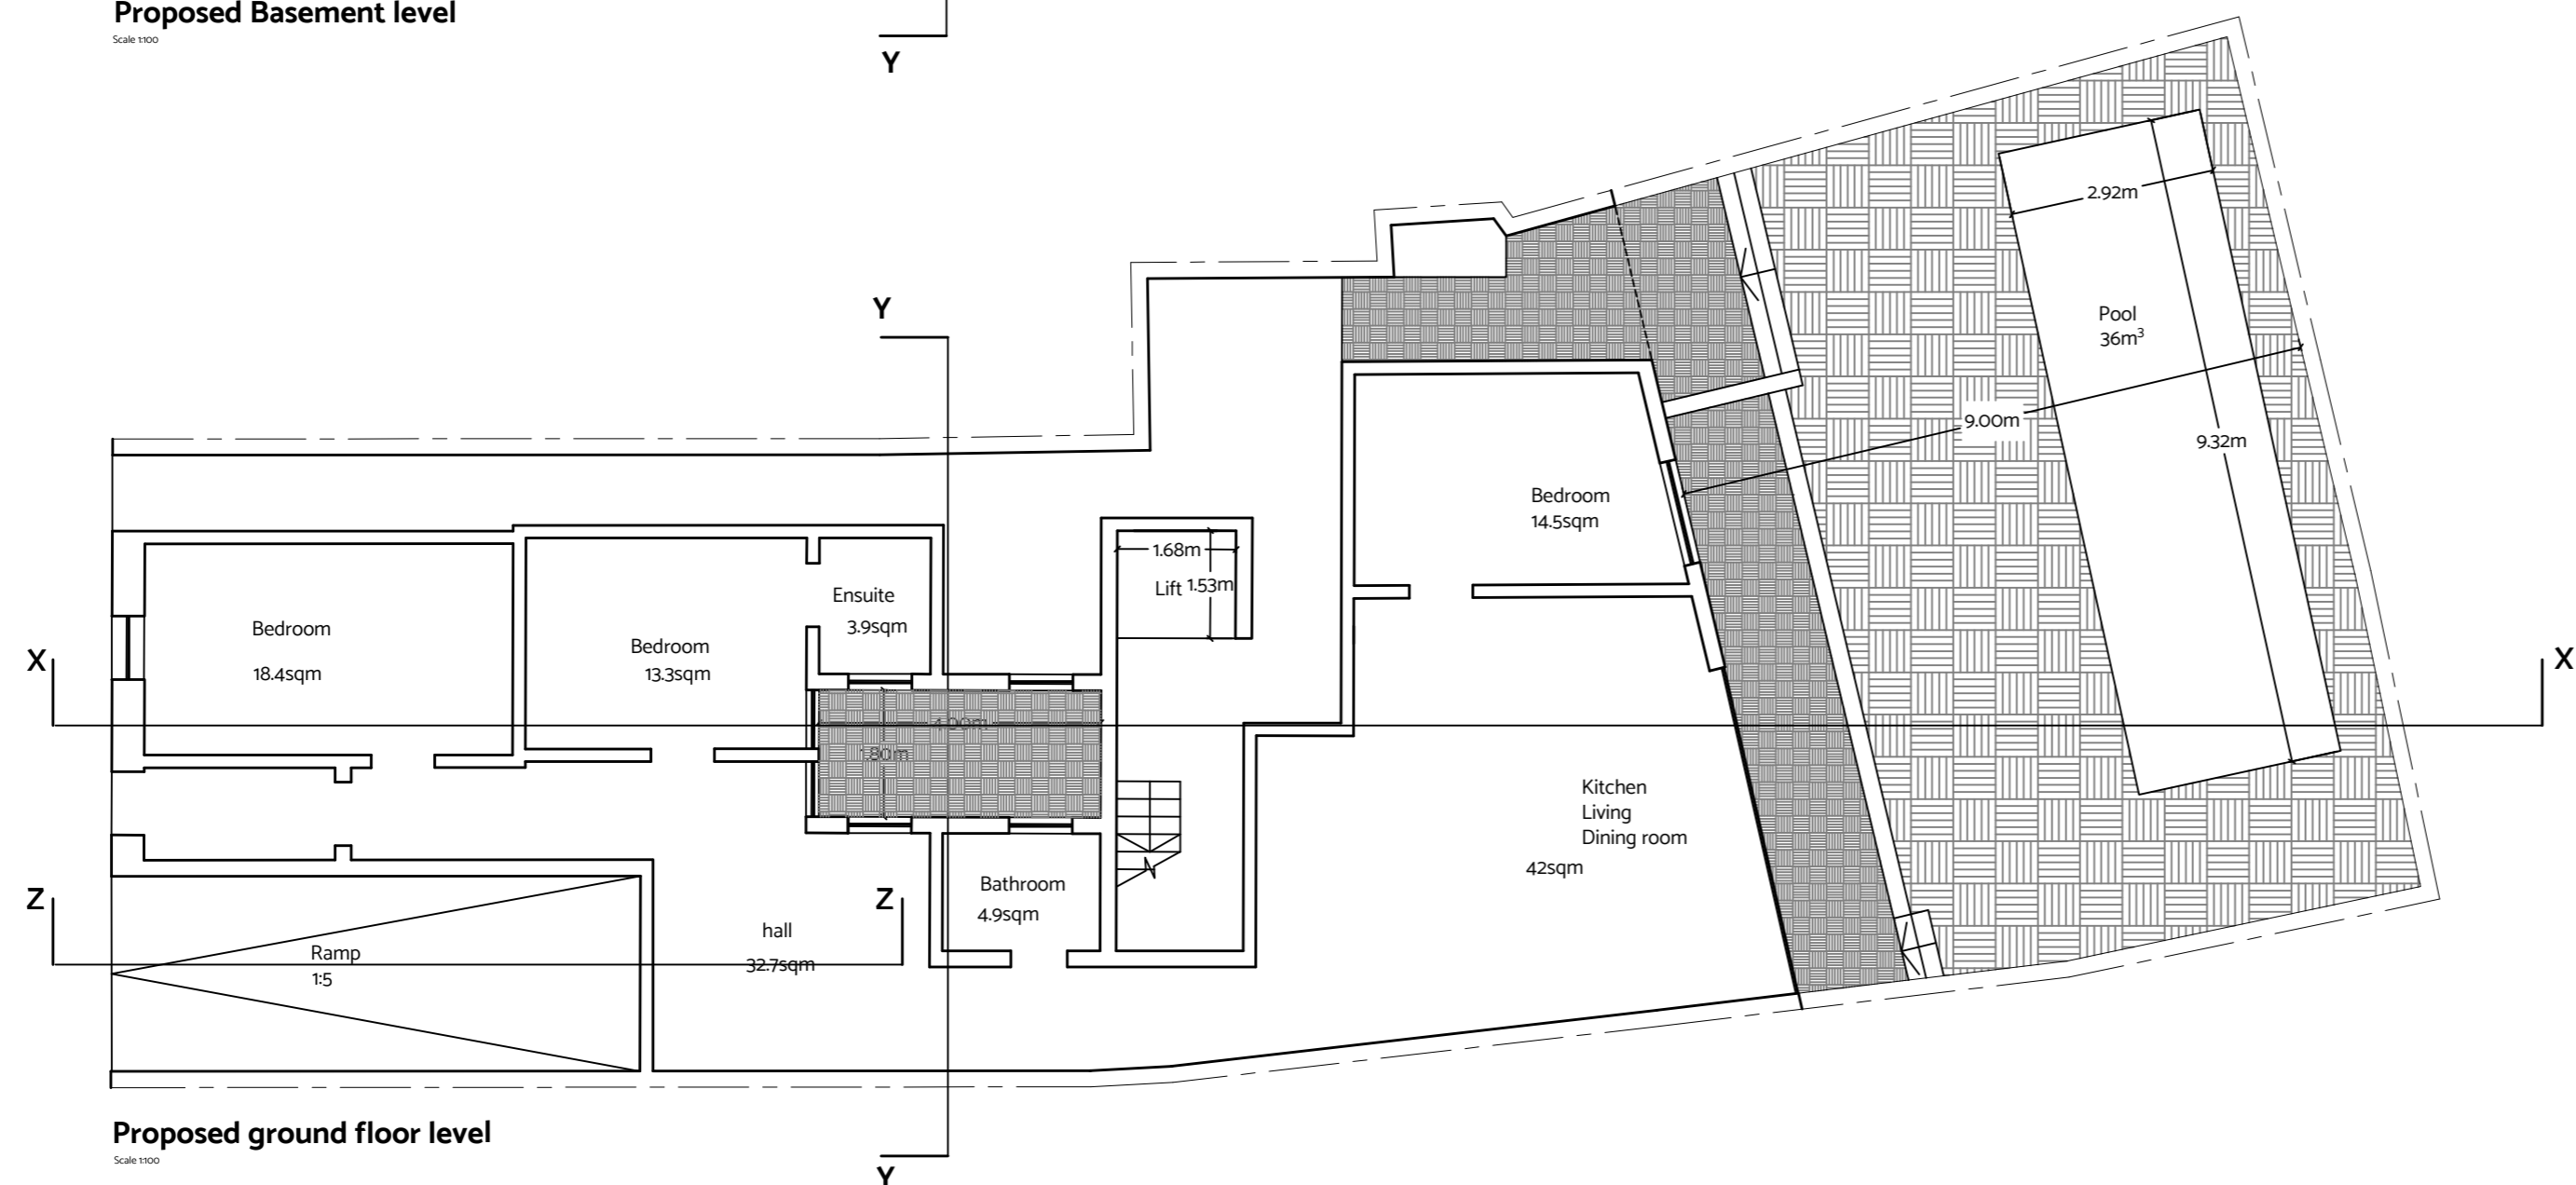 Proposed Basement level
Scale 1:100
Y
Y
2.92m
Pool
36m³
9.00m
9.32m
Bedroom
14.5sqm
1.68m
Lift 1.53m
Ensuite
3.9sqm
Bedroom
18.4sqm
Bedroom
13.3sqm
X
X
4.00m
1.80m
Kitchen
Living
Dining room
42sqm
Bathroom
4.9sqm
Z
Z
hall
32.7sqm
Ramp
1:5
Proposed ground floor level
Scale 1:100
Y